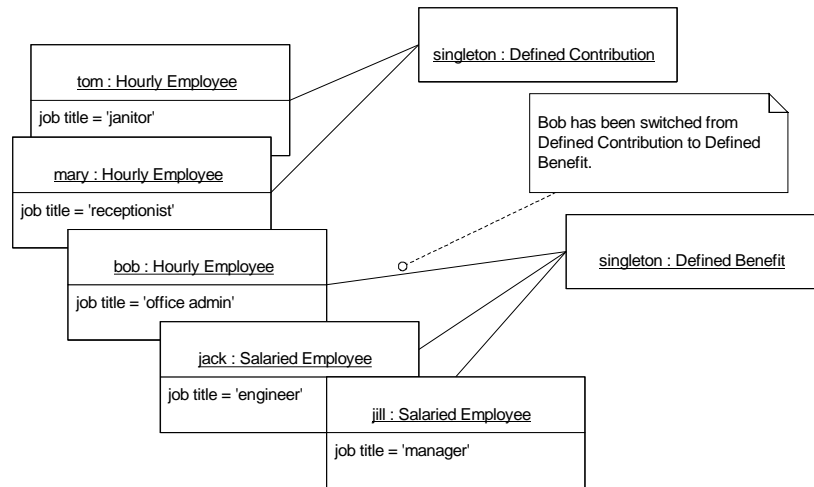 singleton : Defined Contribution
tom : Hourly Employee
job title = 'janitor'
Bob has been switched from
Defined Contribution to Defined
Benefit.
mary : Hourly Employee
job title = 'receptionist'
bob : Hourly Employee
job title = 'office admin'
singleton : Defined Benefit
jack : Salaried Employee
job title = 'engineer'
jill : Salaried Employee
job title = 'manager'